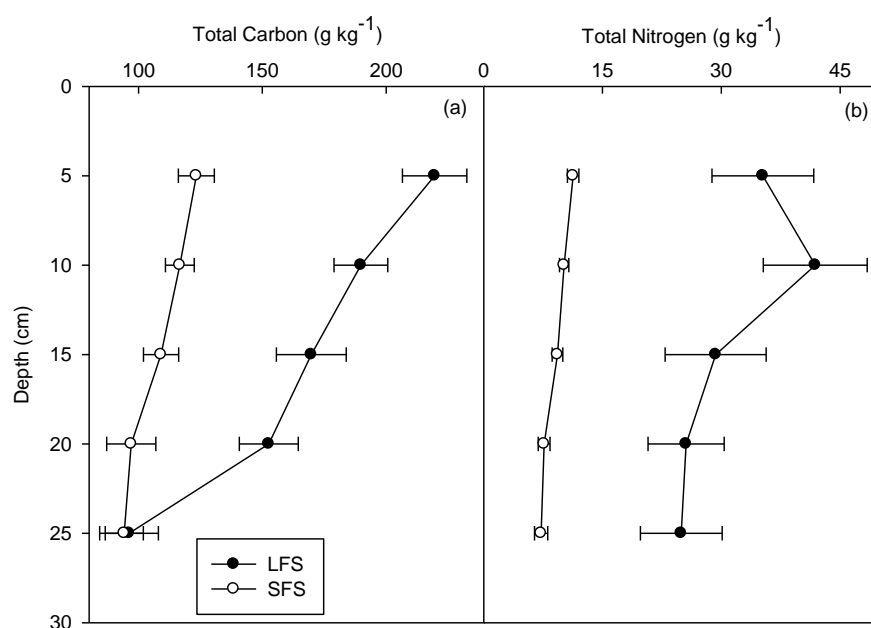 Total Carbon (g kg⁻¹) Total Nitrogen (g kg⁻¹)
100 150 200 0 15 30 45
0
(a) (b)
5
10
15
20
25
30
Depth (cm)
LFS
SFS